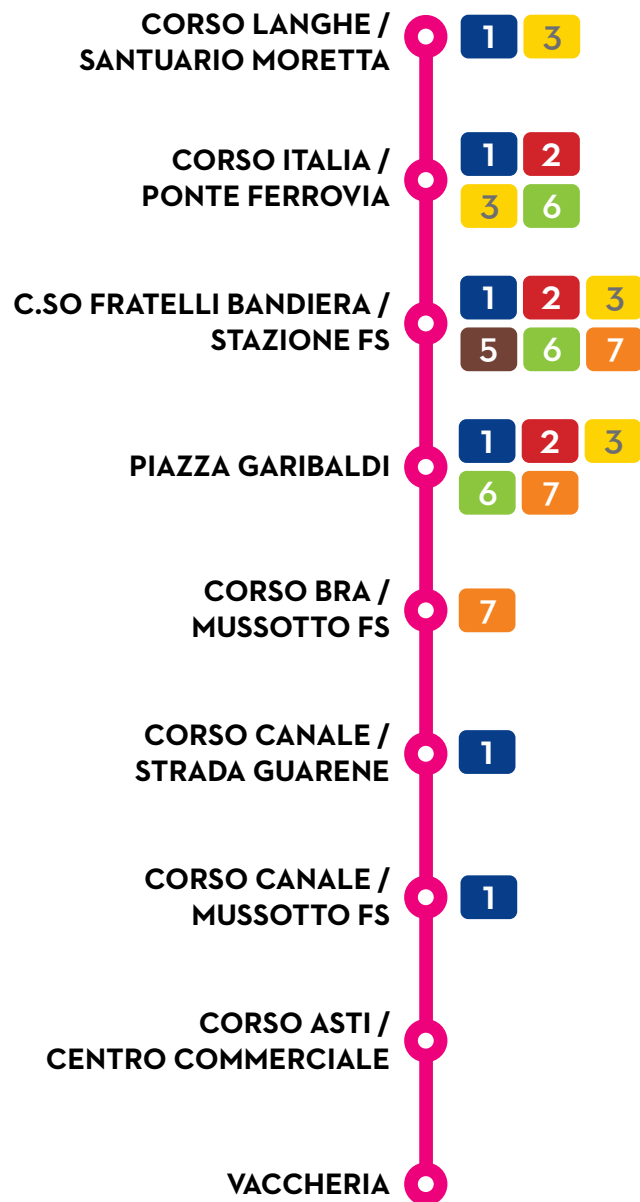 CORSO LANGHE /
SANTUARIO MORETTA
1 3
CORSO ITALIA /
PONTE FERROVIA
1 2
3 6
C.SO FRATELLI BANDIERA /
STAZIONE FS
1 2 3
5 6 7
PIAZZA GARIBALDI
1 2 3
6 7
CORSO BRA /
MUSSOTTO FS
7
CORSO CANALE /
STRADA GUARENE
1
CORSO CANALE /
MUSSOTTO FS
1
CORSO ASTI /
CENTRO COMMERCIALE
VACCHERIA